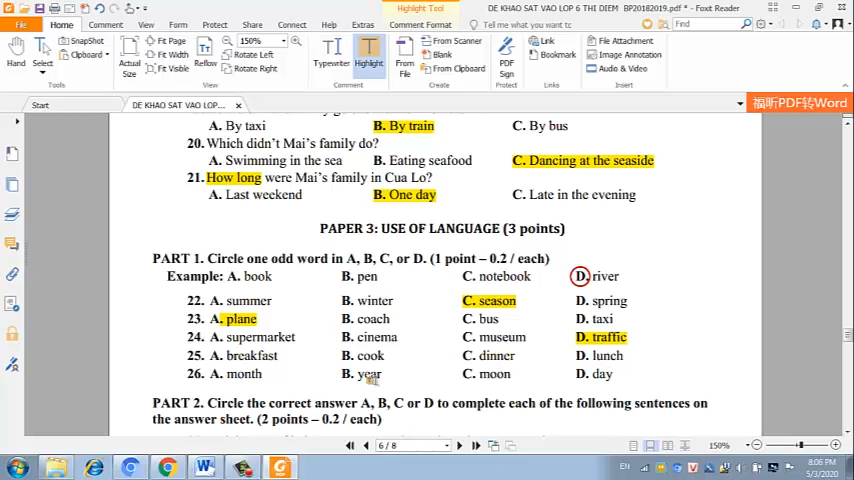 DE KHAO SAT VAO LOP 6 THI DIEM BP20182019.pdf * - Foxit Reader
Highlight Tool
File Home Comment View Form Protect Share Connect Help Extras Comment Format Tell me what you want... Find
Hand Select SnapShot Clipboard Actual Size Fit Page Fit Width Fit Visible Reflow 150% Rotate Left Rotate Right Typewriter Highlight From File From Scanner Blank From Clipboard PDF Sign Link Bookmark File Attachment Image Annotation Audio & Video
Tools View Comment Create Protect Links Insert
Start DE KHAO SAT VAO LOP... 福昕PDF转Word
A. By taxi B. By train C. By bus
20. Which didn't Mai's family do?
A. Swimming in the sea B. Eating seafood C. Dancing at the seaside
21. How long were Mai's family in Cua Lo?
A. Last weekend B. One day C. Late in the evening
PAPER 3: USE OF LANGUAGE (3 points)
PART 1. Circle one odd word in A, B, C, or D. (1 point – 0.2 / each)
Example: A. book B. pen C. notebook D. river
22. A. summer B. winter C. season D. spring
23. A. plane B. coach C. bus D. taxi
24. A. supermarket B. cinema C. museum D. traffic
25. A. breakfast B. cook C. dinner D. lunch
26. A. month B. year C. moon D. day
PART 2. Circle the correct answer A, B, C or D to complete each of the following sentences on
the answer sheet. (2 points – 0.2 / each)
6 / 8 150%
EN 8:06 PM
5/3/2020